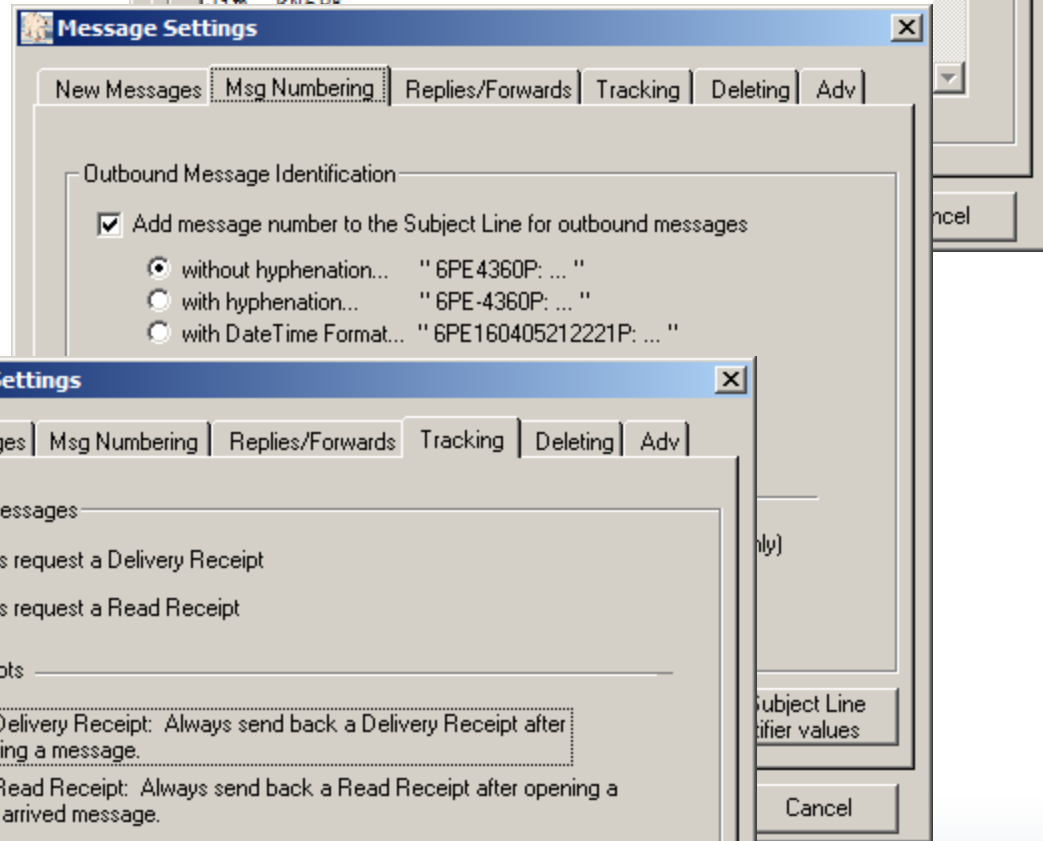 Message Settings
New Messages Msg Numbering Replies/Forwards Tracking Deleting Adv
Outbound Message Identification
Add message number to the Subject Line for outbound messages
without hyphenation... " 6PE4360P: ... "
with hyphenation... " 6PE-4360P: ... "
with DateTime Format... " 6PE160405212221P: ... "
ncel
ettings
ges Msg Numbering Replies/Forwards Tracking Deleting Adv
essages
s request a Delivery Receipt
s request a Read Receipt
nly)
ots
Delivery Receipt: Always send back a Delivery Receipt after
ing a message.
Read Receipt: Always send back a Read Receipt after opening a
arrived message.
ubject Line
tifier values
Cancel